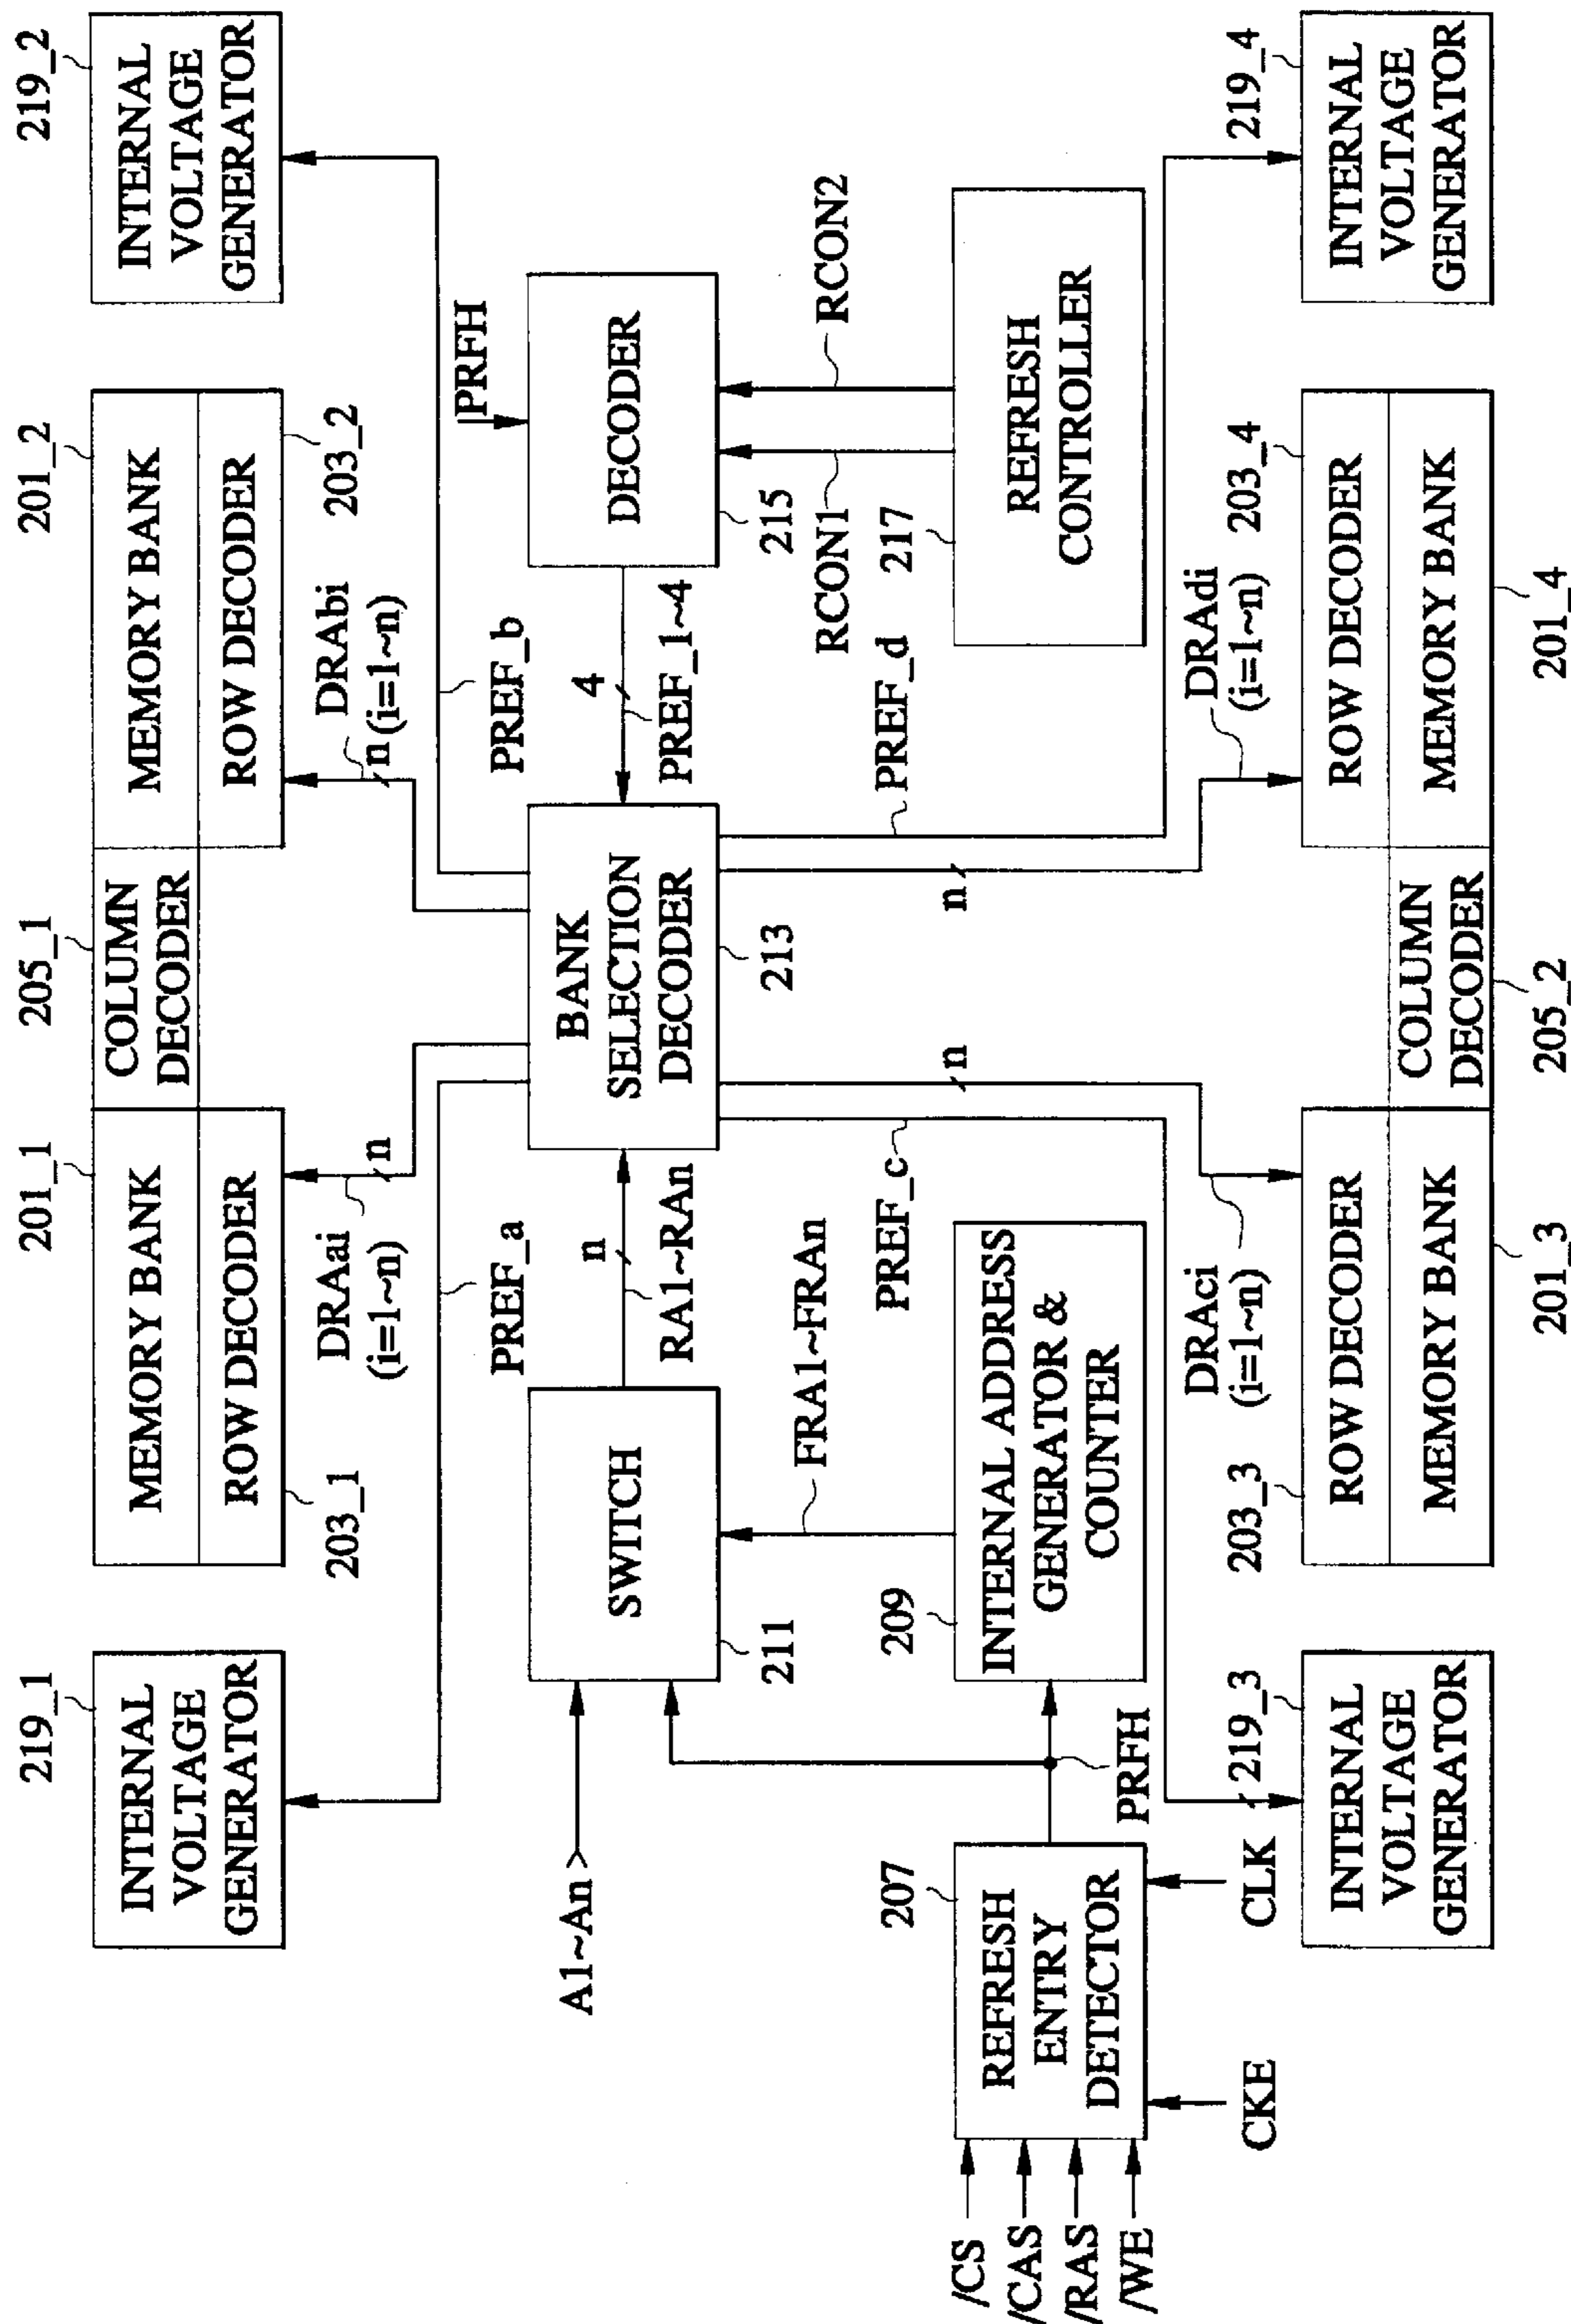 219_1
INTERNAL
VOLTAGE
GENERATOR
201_1
MEMORY BANK
ROW DECODER
203_1
205_1
COLUMN
DECODER
201_2
MEMORY BANK
ROW DECODER
203_2
219_2
INTERNAL
VOLTAGE
GENERATOR
DRAai
(i=1~n)
n
PREF_a
DRAbi
(i=1~n)
n
PREF_b
A1~An
SWITCH
211
n
RA1~RAn
BANK
SELECTION
DECODER
213
4
PREF_1~4
DECODER
215
PRFH
FRA1~FRAn
PREF_c
n
n
PREF_d
RCON1
RCON2
/CS
/CAS
/RAS
/WE
207
REFRESH
ENTRY
DETECTOR
CKE
CLK
PRFH
209
INTERNAL ADDRESS
GENERATOR &
COUNTER
217
REFRESH
CONTROLLER
DRAci
(i=1~n)
DRAdi
(i=1~n)
219_3
INTERNAL
VOLTAGE
GENERATOR
203_3
ROW DECODER
MEMORY BANK
201_3
COLUMN
DECODER
205_2
203_4
ROW DECODER
MEMORY BANK
201_4
219_4
INTERNAL
VOLTAGE
GENERATOR